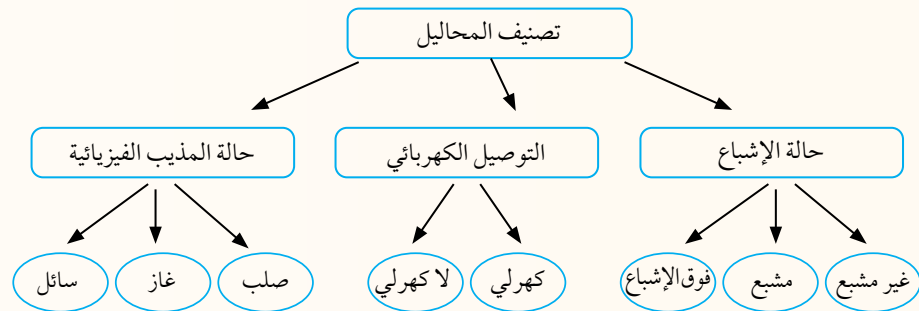 تصنيف المحاليل
حالة الإشباع
التوصيل الكهربائي
حالة المذيب الفيزيائية
غير مشبع
مشبع
فوق الإشباع
كهرلي
لا كهرلي
صلب
غاز
سائل